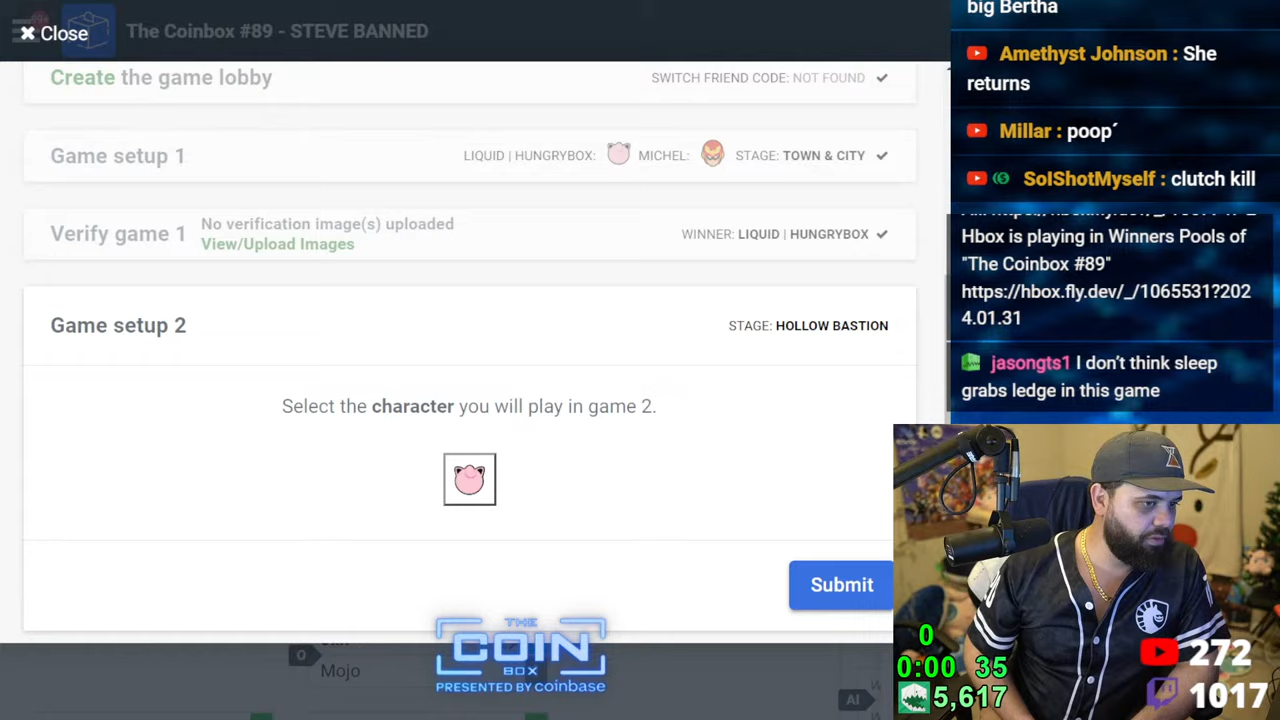 Close
The Coinbox #89 - STEVE BANNED
Create the game lobby
SWITCH FRIEND CODE: NOT FOUND
Game setup 1
LIQUID | HUNGRYBOX:
MICHEL:
STAGE: TOWN & CITY
Verify game 1
No verification image(s) uploaded
View/Upload Images
WINNER: LIQUID | HUNGRYBOX
Game setup 2
STAGE: HOLLOW BASTION
Select the character you will play in game 2.
Submit
O
Mojo
THE
COIN
BOX
PRESENTED BY coinbase
AI
big Bertha
Amethyst Johnson : She
returns
Millar : poop´
SoIShotMyself : clutch kill
Hbox is playing in Winners Pools of
"The Coinbox #89"
https://hbox.fly.dev/_/1065531?202
4.01.31
jasongts1 I don't think sleep
grabs ledge in this game
0
0:00 35
5,617
272
1017